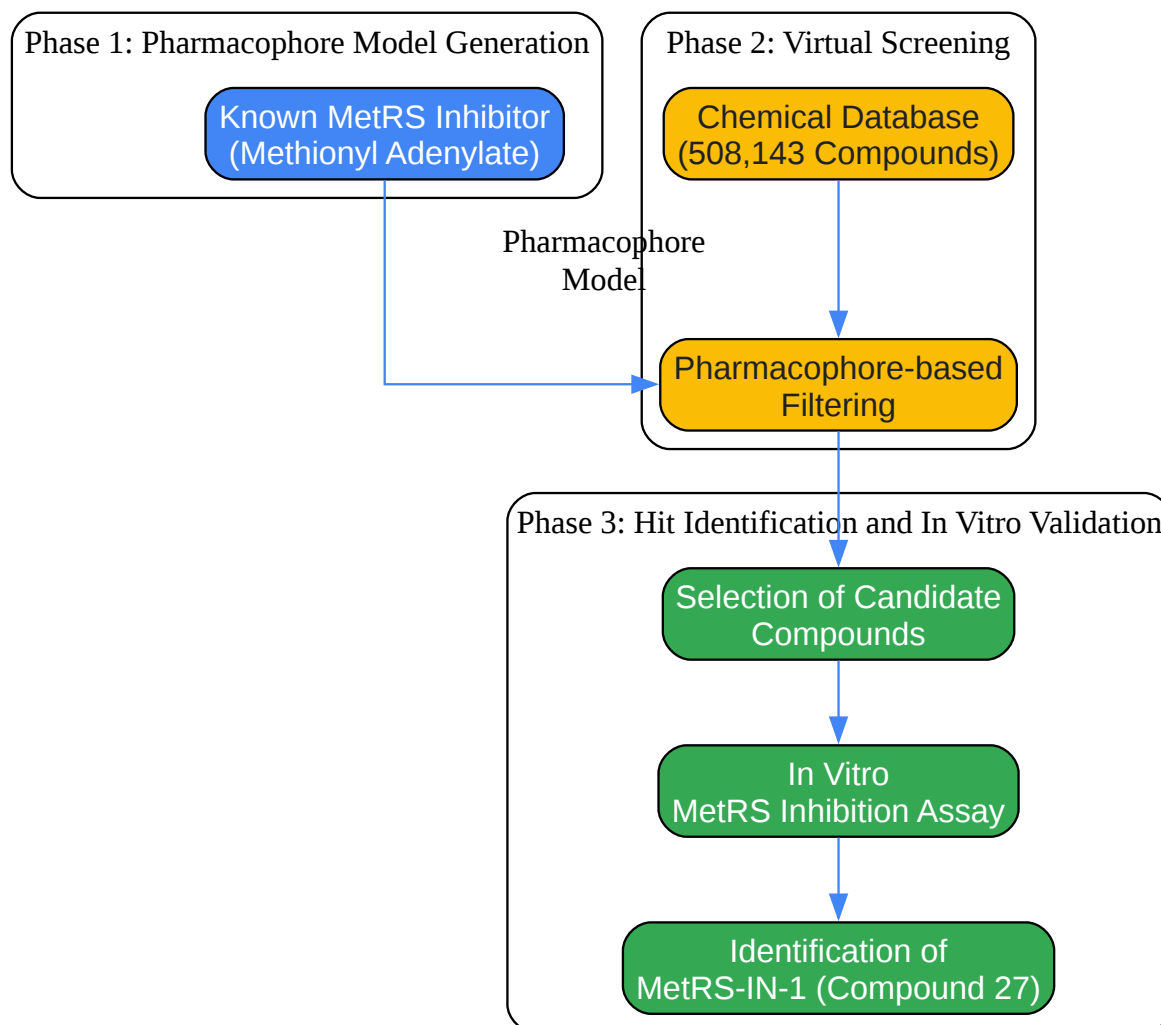 Phase 1: Pharmacophore Model Generation
Known MetRS Inhibitor
(Methionyl Adenylate)
Phase 2: Virtual Screening
Chemical Database
(508,143 Compounds)
Pharmacophore
Model
Pharmacophore-based
Filtering
Phase 3: Hit Identification and In Vitro Validation
Selection of Candidate
Compounds
In Vitro
MetRS Inhibition Assay
Identification of
MetRS-IN-1 (Compound 27)